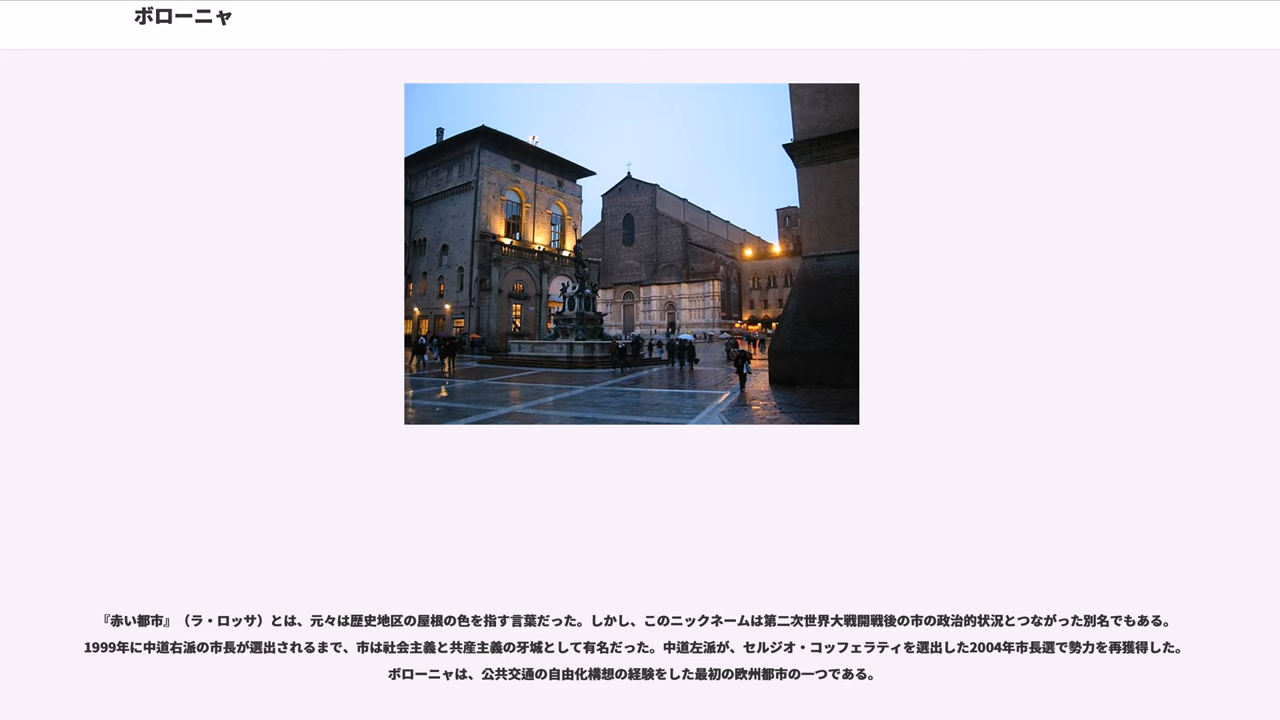 ボローニャ
『赤い都市』（ラ・ロッサ）とは、元々は歴史地区の屋根の色を指す言葉だった。しかし、このニックネームは第二次世界大戦開戦後の市の政治的状況とつながった別名でもある。
1999年に中道右派の市長が選出されるまで、市は社会主義と共産主義の牙城として有名だった。中道左派が、セルジオ・コッフェラティを選出した2004年市長選で勢力を再獲得した。
ボローニャは、公共交通の自由化構想の経験をした最初の欧州都市の一つである。